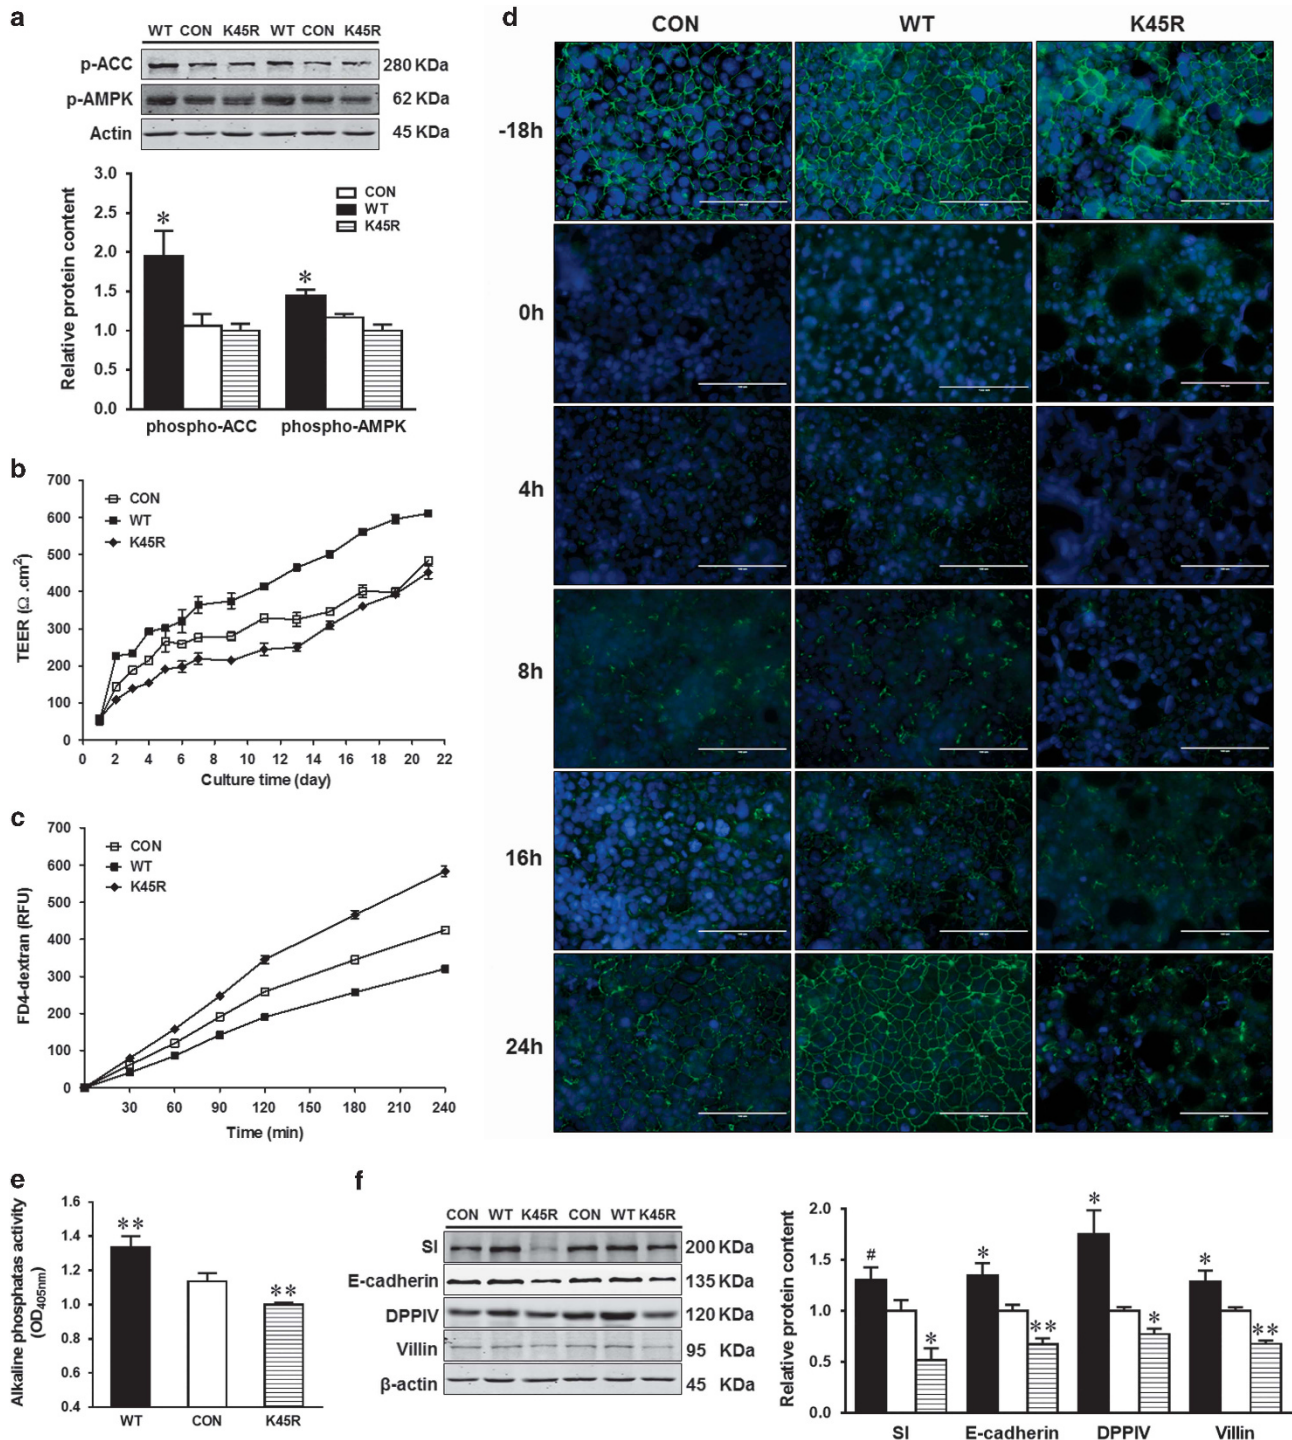 a
WT CON K45R WT CON K45R
p-ACC 280 KDa
p-AMPK 62 KDa
Actin 45 KDa
Relative protein content
3.0
2.5
2.0
1.5
1.0
0.5
0.0
CON
WT
K45R
*
*
phospho-ACC phospho-AMPK
b
TEER (Ω .cm²)
700
600
500
400
300
200
100
0
CON
WT
K45R
0 2 4 6 8 10 12 14 16 18 20 22
Culture time (day)
c
FD4-dextran (RFU)
700
600
500
400
300
200
100
0
CON
WT
K45R
30 60 90 120 150 180 210 240
Time (min)
d
CON WT K45R
-18h
0h
4h
8h
16h
24h
e
Alkaline phosphatas activity
(OD405nm)
1.6
1.4
1.2
1.0
1.2
1.4
0.4
**
**
WT CON K45R
f
CON WT K45R CON WT K45R
SI 200 KDa
E-cadherin 135 KDa
DPPIV 120 KDa
Villin 95 KDa
β-actin 45 KDa
Relative protein content
2.0
1.5
1.0
0.5
0.0
#
*
*
**
*
*
*
**
SI E-cadherin DPPIV Villin